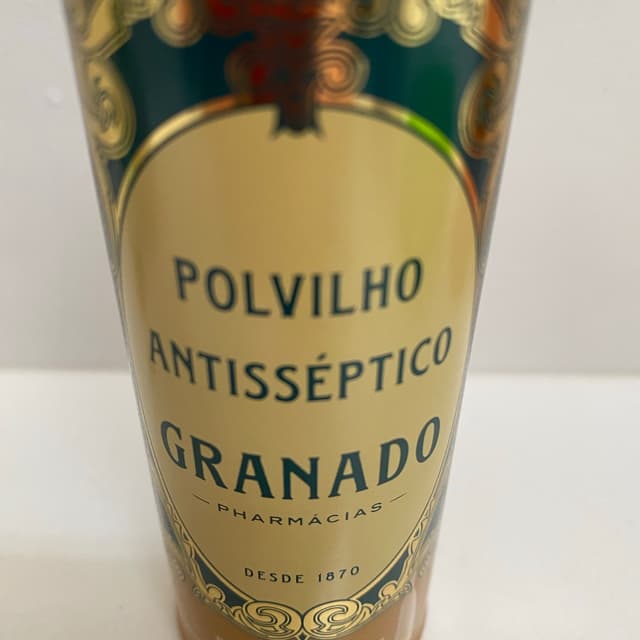 POLVILHO
ANTISSÉPTICO
GRANADO
PHARMÁCIAS
DESDE 1870